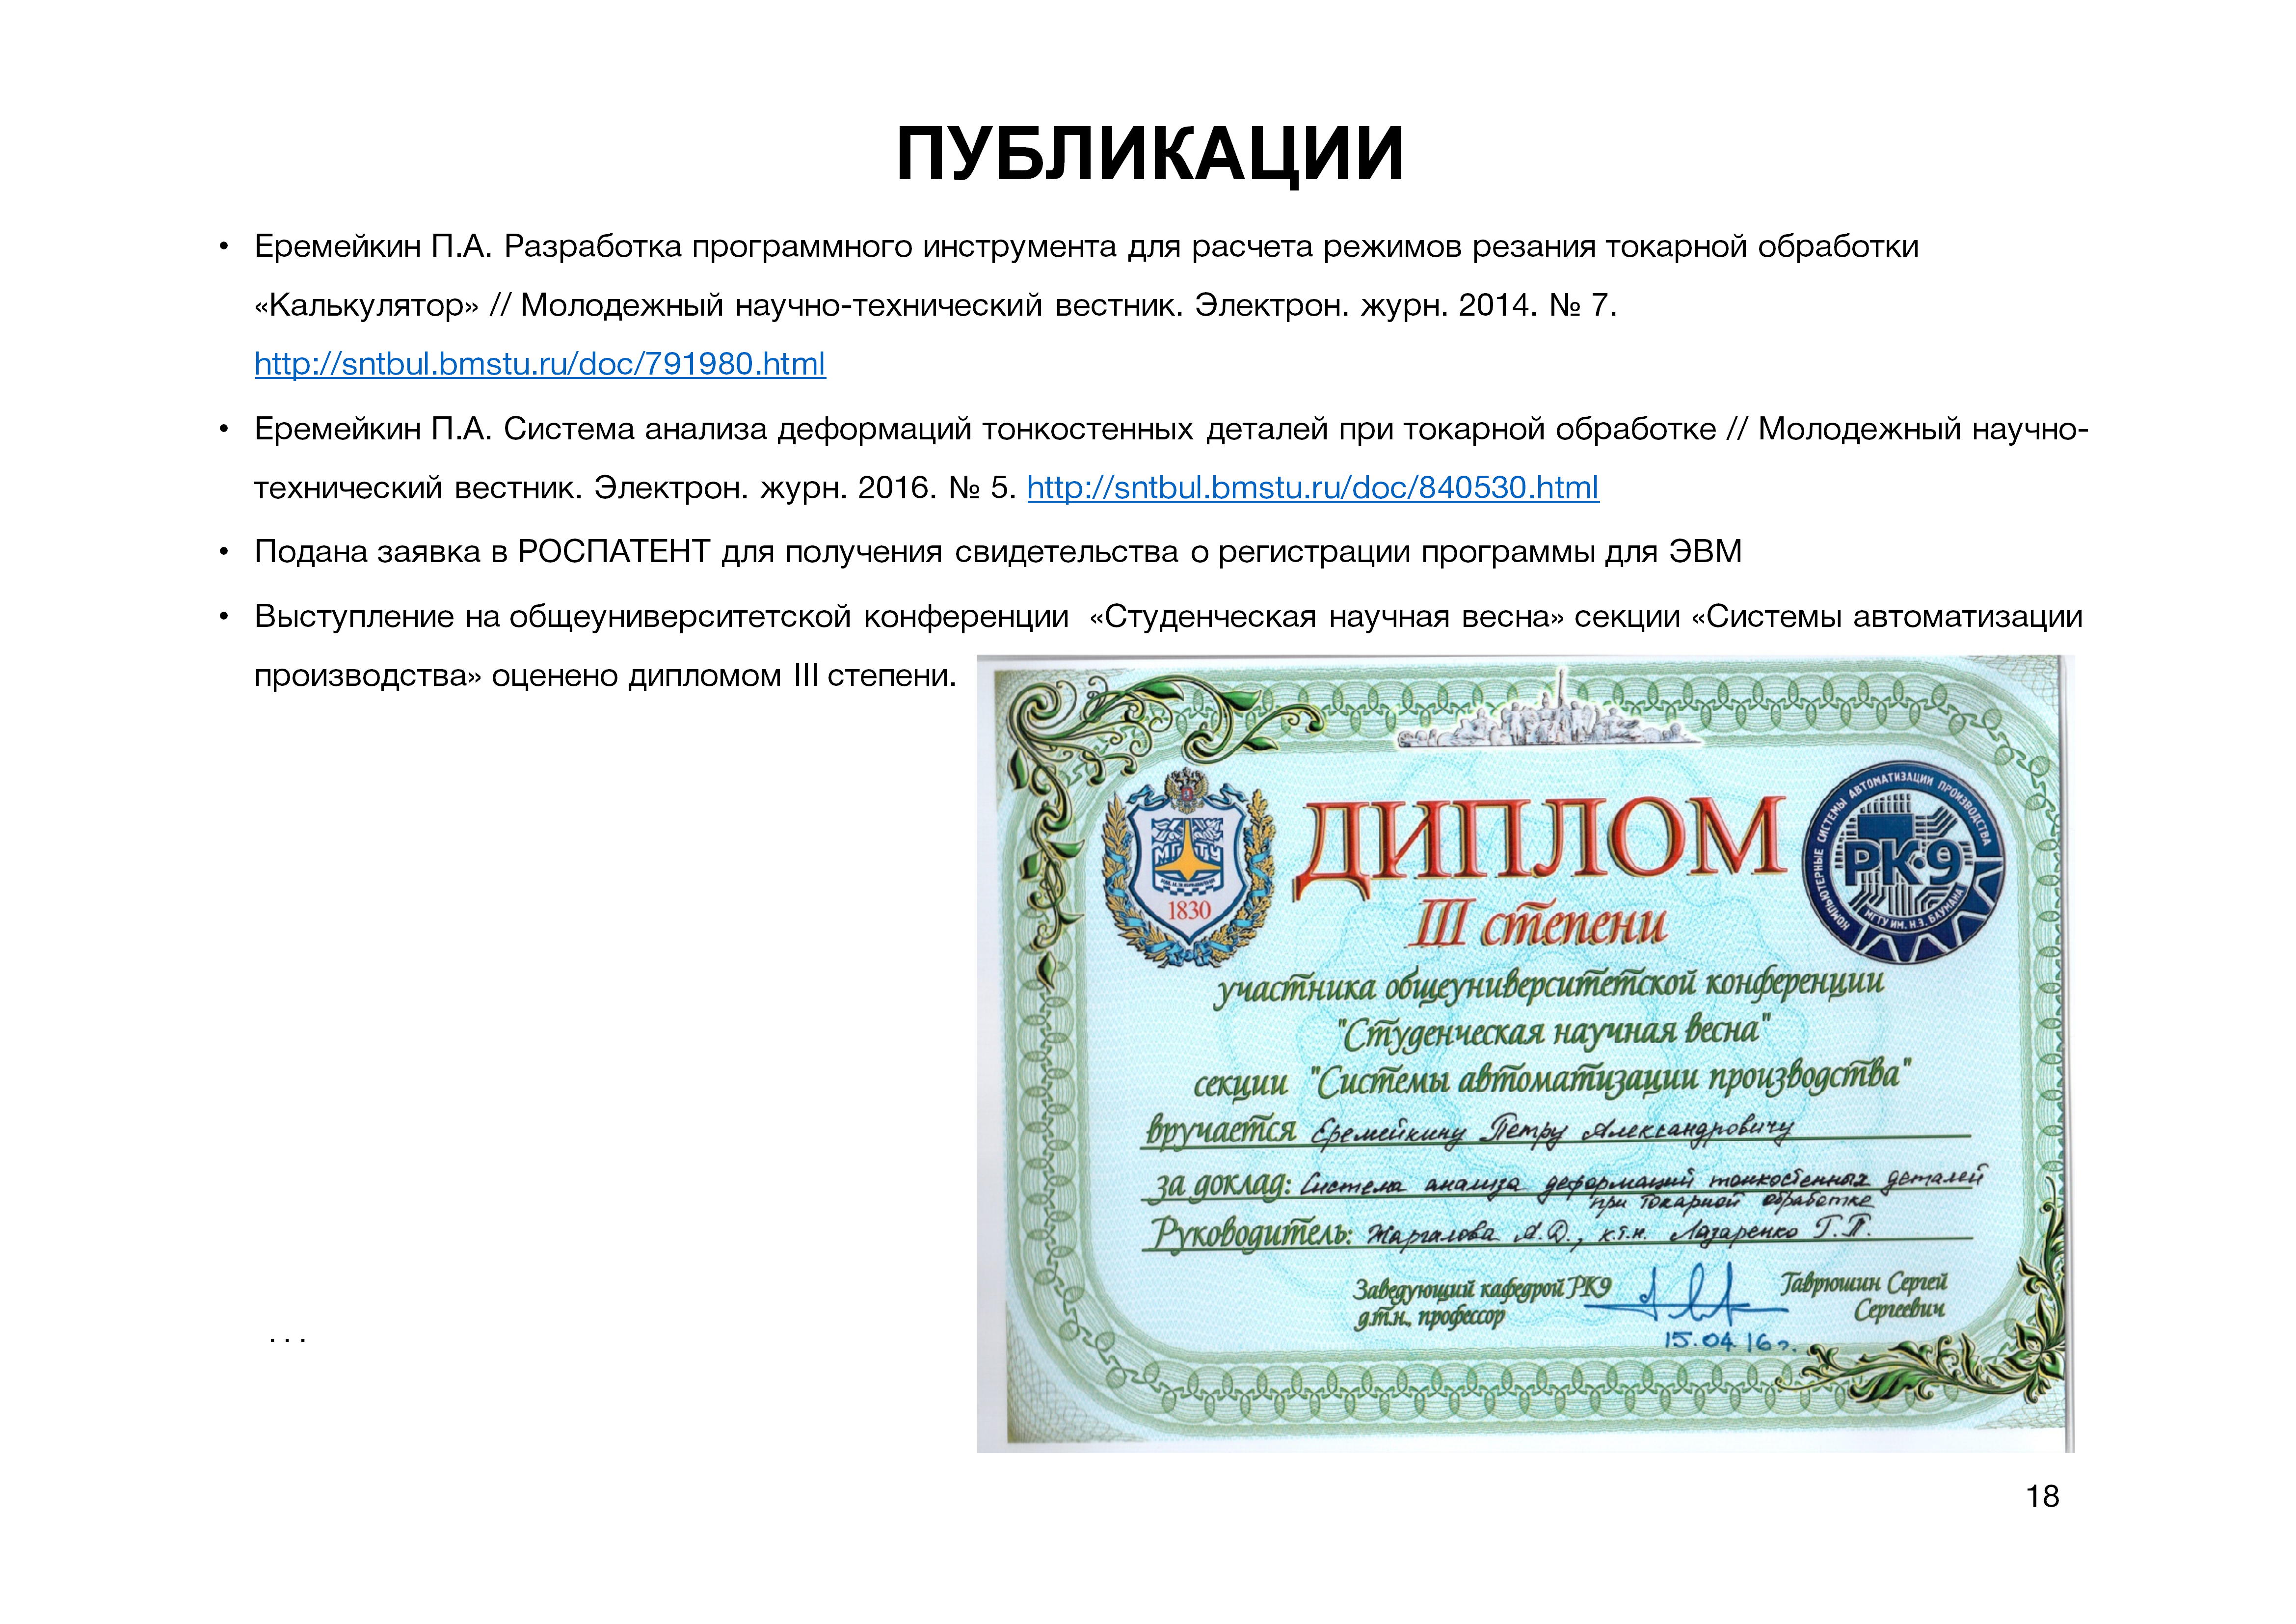 ПУБЛИКАЦИИ
• Еремейкин П.А. Разработка программного инструмента для расчета режимов резания токарной обработки
«Калькулятор» // Молодежный научно-технический вестник. Электрон. журн. 2014. № 7.
http://sntbul.bmstu.ru/doc/791980.html
• Еремейкин П.А. Система анализа деформаций тонкостенных деталей при токарной обработке // Молодежный научно-
технический вестник. Электрон. журн. 2016. № 5. http://sntbul.bmstu.ru/doc/840530.html
• Подана заявка в РОСПАТЕНТ для получения свидетельства о регистрации программы для ЭВМ
• Выступление на общеуниверситетской конференции «Студенческая научная весна» секции «Системы автоматизации
производства» оценено дипломом III степени.
МГТУ
1830
ДИПЛОМ
КОМПЬЮТЕРНЫЕ СИСТЕМЫ АВТОМАТИЗАЦИИ ПРОИЗВОДСТВА
РК·9
МГТУ ИМ. Н.Э. БАУМАНА
III степени
участника общеуниверситетской конференции
"Студенческая научная весна"
секции "Системы автоматизации производства"
вручается Еремейкину Петру Александровичу
за доклад: Система анализа деформаций тонкостенных деталей
при токарной обработке
Руководитель: Жаргалова А.Д., к.т.н. Лазаренко Г.П.
Заведующий кафедрой РК9
д.т.н., профессор
Гаврюшин Сергей
Сергеевич
15.04 16г.
. . .
18